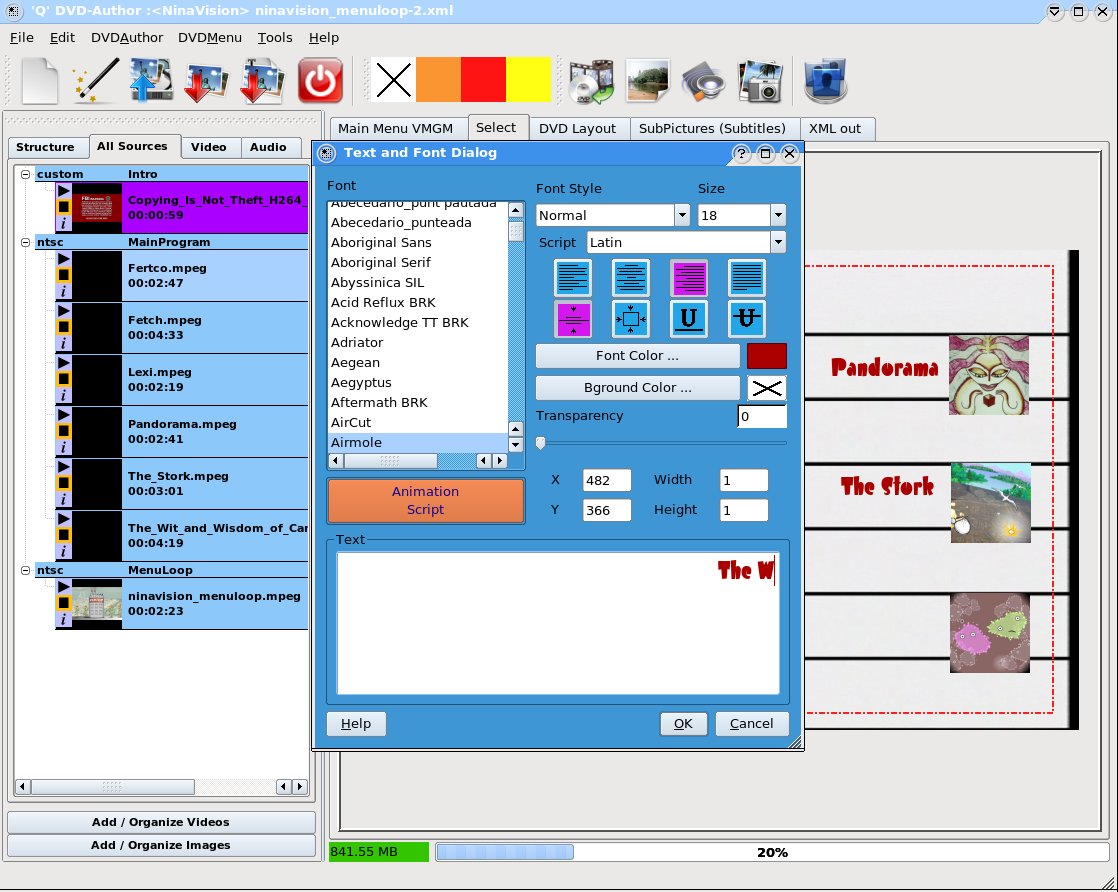 'Q' DVD-Author :<NinaVision> ninavision_menuloop-2.xml
File Edit DVDAuthor DVDMenu Tools Help
Structure All Sources Video Audio
custom Intro
Copying_Is_Not_Theft_H264_
00:00:59
ntsc MainProgram
Fertco.mpeg
00:02:47
Fetch.mpeg
00:04:33
Lexi.mpeg
00:02:19
Pandorama.mpeg
00:02:41
The_Stork.mpeg
00:03:01
The_Wit_and_Wisdom_of_Can
00:04:19
ntsc MenuLoop
ninavision_menuloop.mpeg
00:02:23
Add / Organize Videos
Add / Organize Images
Main Menu VMGM Select DVD Layout SubPictures (Subtitles) XML out
Text and Font Dialog
Font
Abecedario_punt pautada
Abecedario_punteada
Aboriginal Sans
Aboriginal Serif
Abyssinica SIL
Acid Reflux BRK
Acknowledge TT BRK
Adriator
Aegean
Aegyptus
Aftermath BRK
AirCut
Airmole
Font Style Size
Normal 18
Script Latin
U U
Font Color ...
Bground Color ...
Transparency 0
Animation
Script
X 482 Width 1
Y 366 Height 1
Text
The W
Help OK Cancel
Pandorama
The Stork
841.55 MB 20%